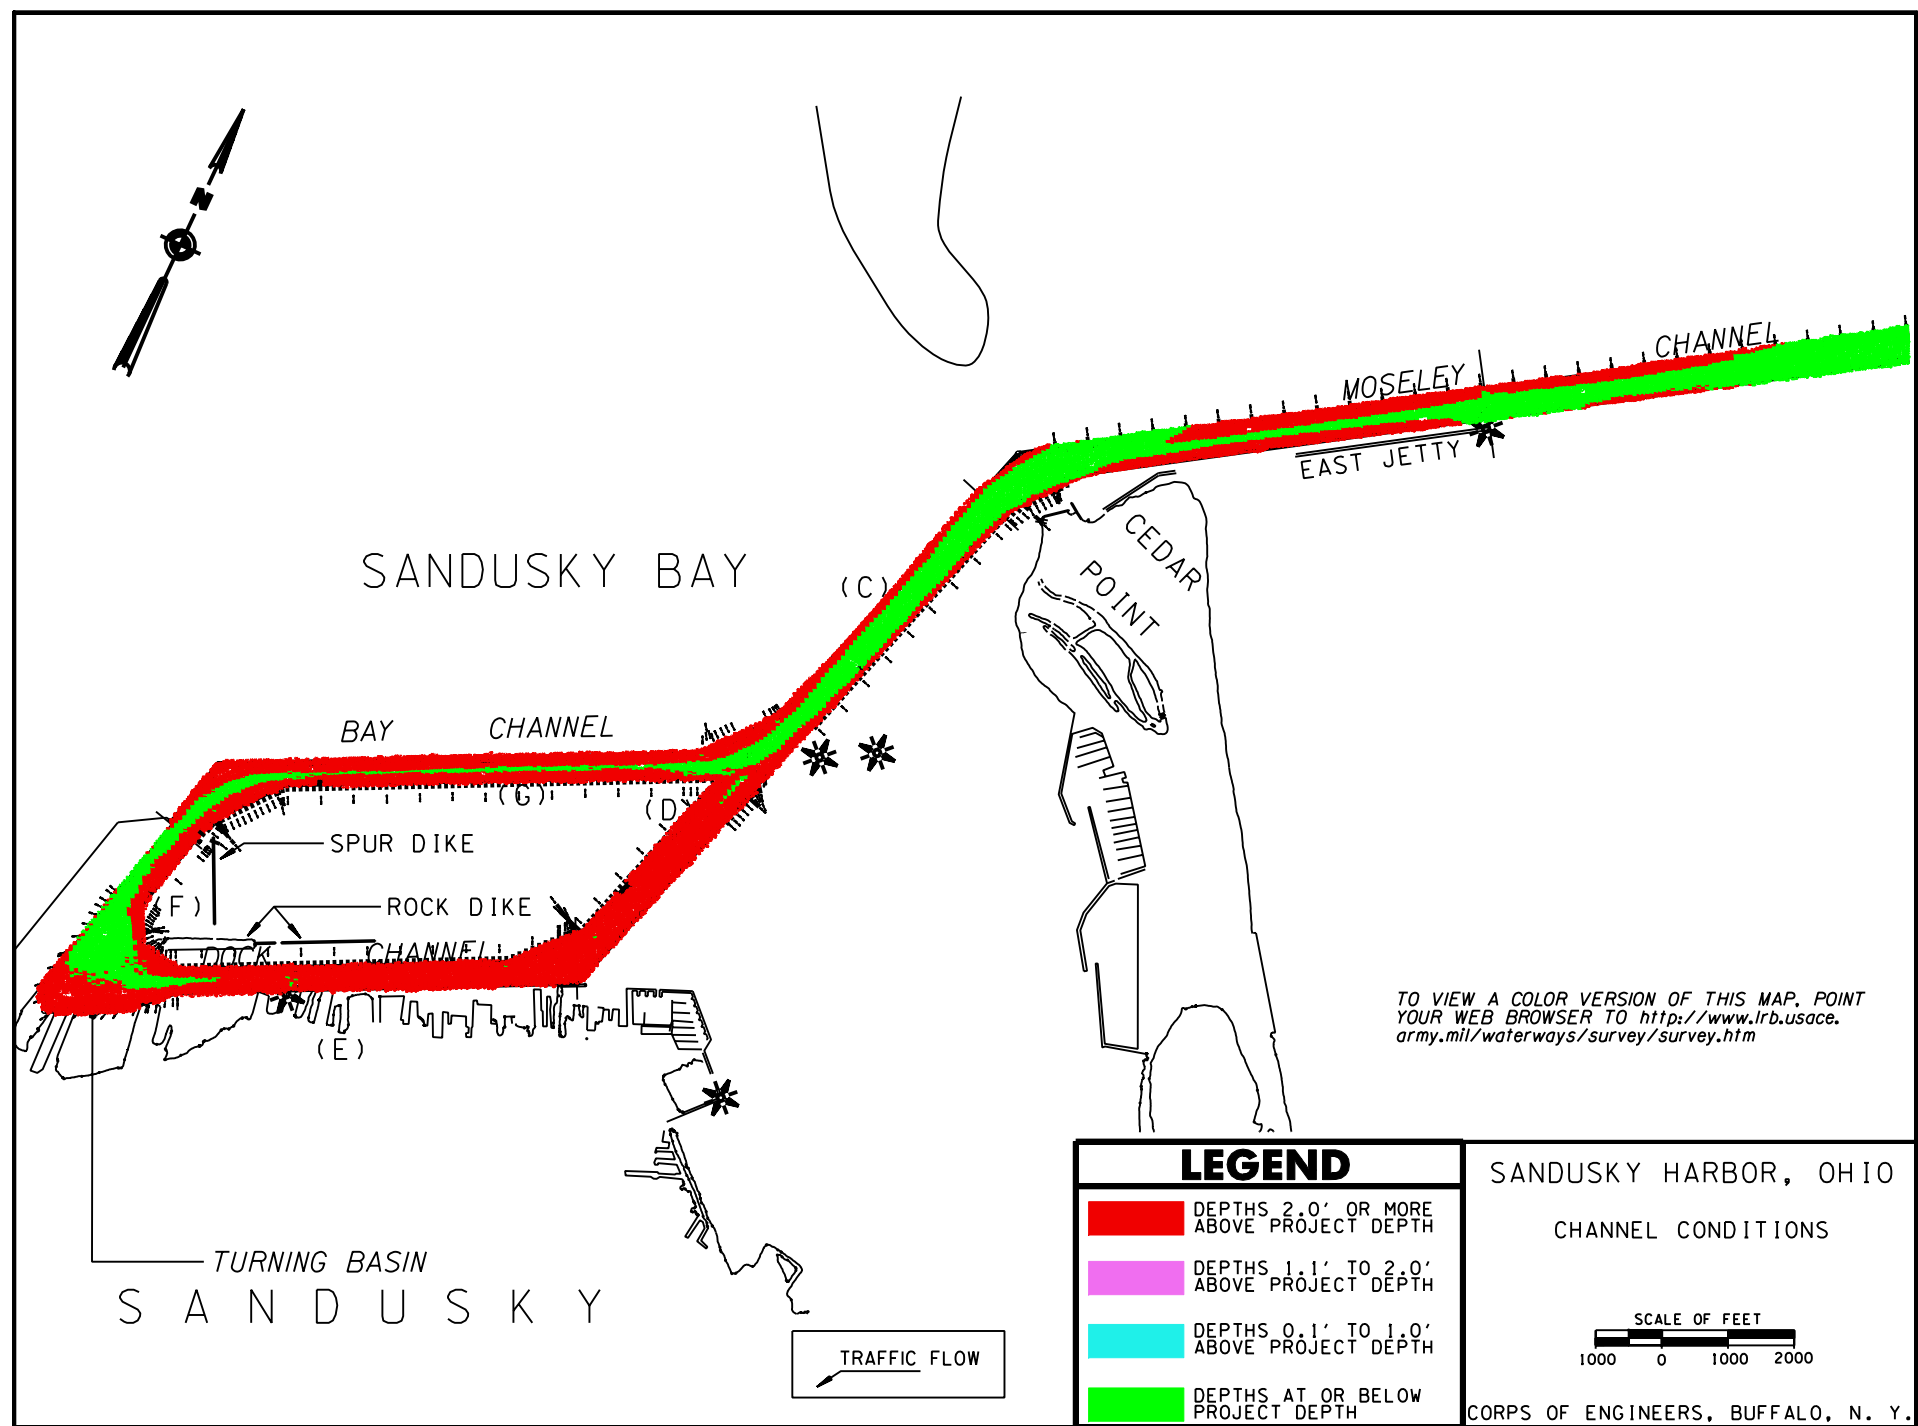 N
MOSELEY CHANNEL
EAST JETTY
CEDAR
POINT
SANDUSKY BAY
(C)
BAY CHANNEL
(G)
(D
SPUR DIKE
(F)
ROCK DIKE
DOCK CHANNEL
(E)
TO VIEW A COLOR VERSION OF THIS MAP, POINT
YOUR WEB BROWSER TO http://www.lrb.usace.
army.mil/waterways/survey/survey.htm
TURNING BASIN
SANDUSKY
TRAFFIC FLOW
LEGEND
DEPTHS 2.0' OR MORE
ABOVE PROJECT DEPTH
DEPTHS 1.1' TO 2.0'
ABOVE PROJECT DEPTH
DEPTHS 0.1' TO 1.0'
ABOVE PROJECT DEPTH
DEPTHS AT OR BELOW
PROJECT DEPTH
SANDUSKY HARBOR, OHIO
CHANNEL CONDITIONS
SCALE OF FEET
1000 0 1000 2000
CORPS OF ENGINEERS, BUFFALO, N. Y.